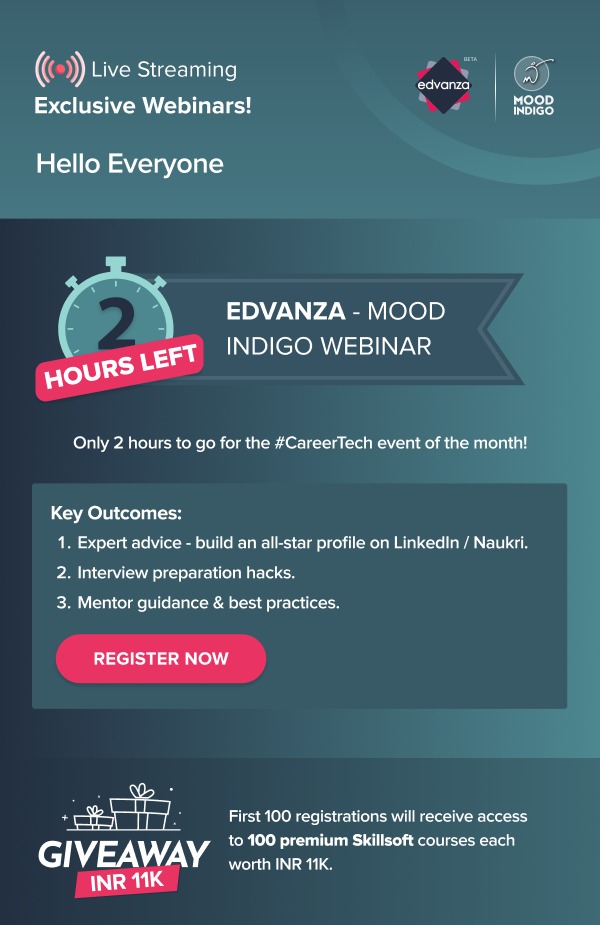 Live Streaming
Exclusive Webinars!
BETA
edvanza
MOOD
INDIGO
Hello Everyone
2
HOURS LEFT
EDVANZA - MOOD
INDIGO WEBINAR
Only 2 hours to go for the #CareerTech event of the month!
Key Outcomes:
1. Expert advice - build an all-star profile on LinkedIn / Naukri.
2. Interview preparation hacks.
3. Mentor guidance & best practices.
REGISTER NOW
GIVEAWAY
INR 11K
First 100 registrations will receive access
to 100 premium Skillsoft courses each
worth INR 11K.